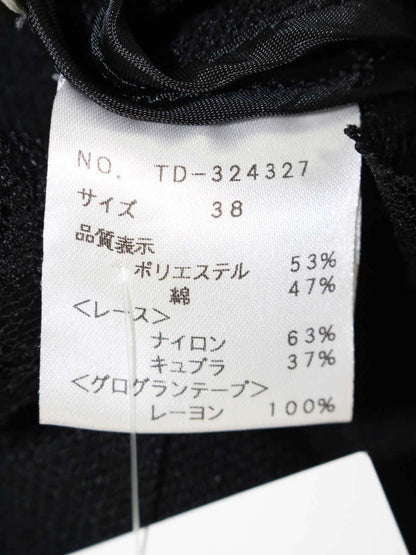 NO. TD-324327
サイズ 38
品質表示
ポリエステル 53%
綿 47%
<レース>
ナイロン 63%
キュプラ 37%
<グログランテープ>
レーヨン 100%